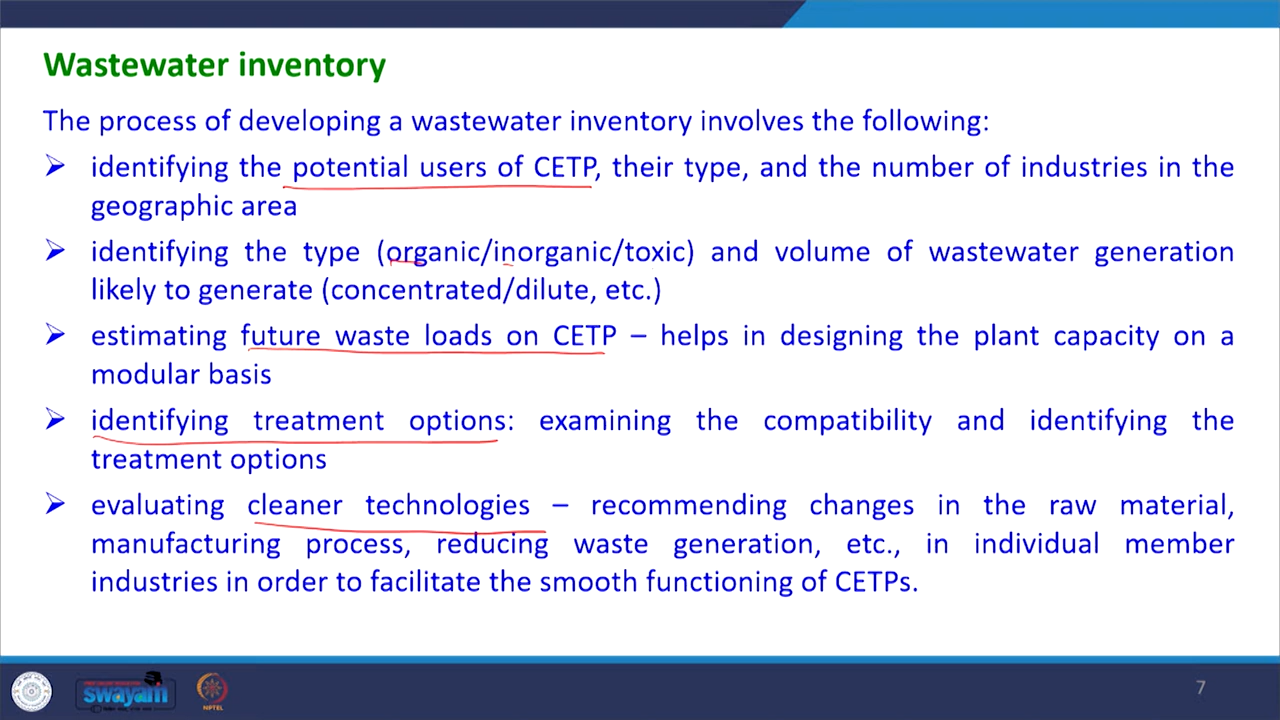 Wastewater inventory
The process of developing a wastewater inventory involves the following:
➢ identifying the potential users of CETP, their type, and the number of industries in the
geographic area
➢ identifying the type (organic/inorganic/toxic) and volume of wastewater generation
likely to generate (concentrated/dilute, etc.)
➢ estimating future waste loads on CETP – helps in designing the plant capacity on a
modular basis
➢ identifying treatment options: examining the compatibility and identifying the
treatment options
➢ evaluating cleaner technologies – recommending changes in the raw material,
manufacturing process, reducing waste generation, etc., in individual member
industries in order to facilitate the smooth functioning of CETPs.
swayam
NPTEL
7